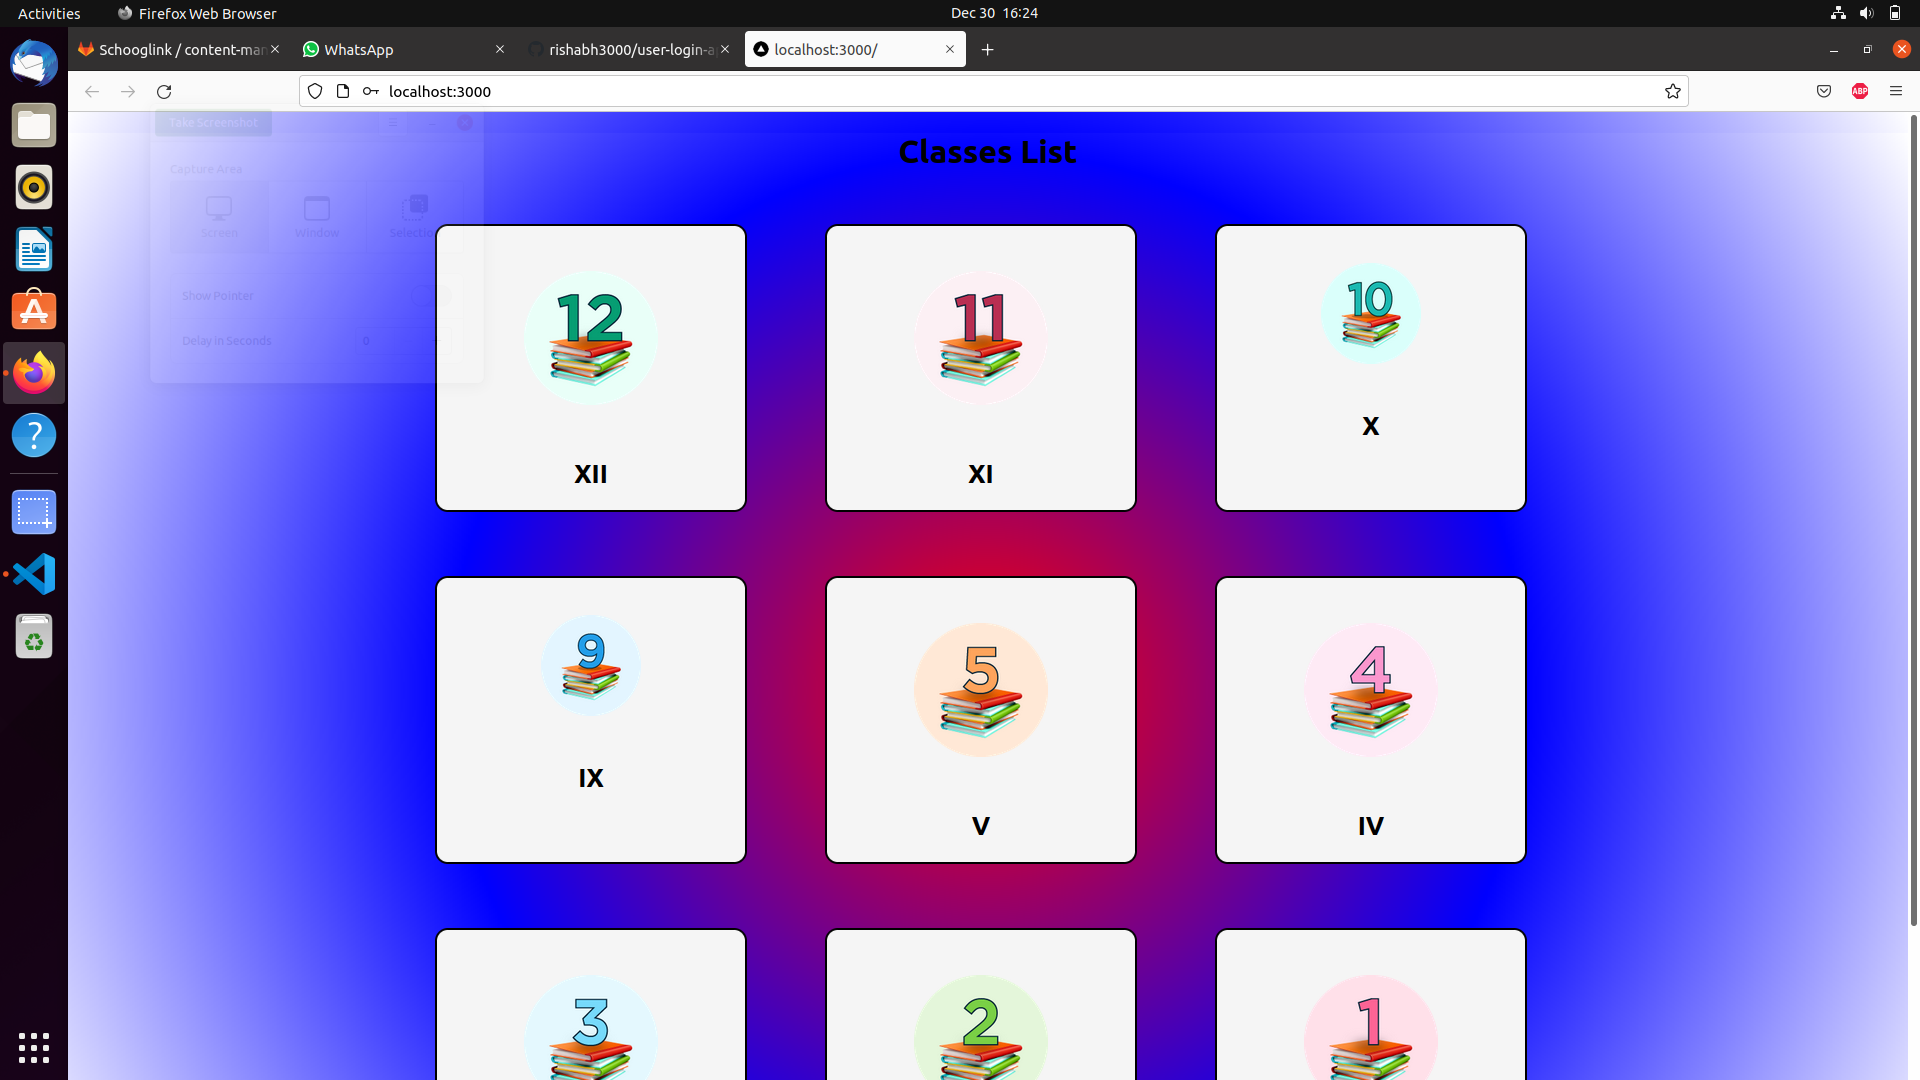 Activities
Firefox Web Browser
Dec 30 16:24
Schooglink / content-man
WhatsApp
rishabh3000/user-login-a
localhost:3000/
localhost:3000
ABP
Take Screenshot
Classes List
Capture Area
Screen
Window
Selection
Show Pointer
Delay in Seconds
0
12
XII
11
XI
10
X
9
IX
5
V
4
IV
3
2
1